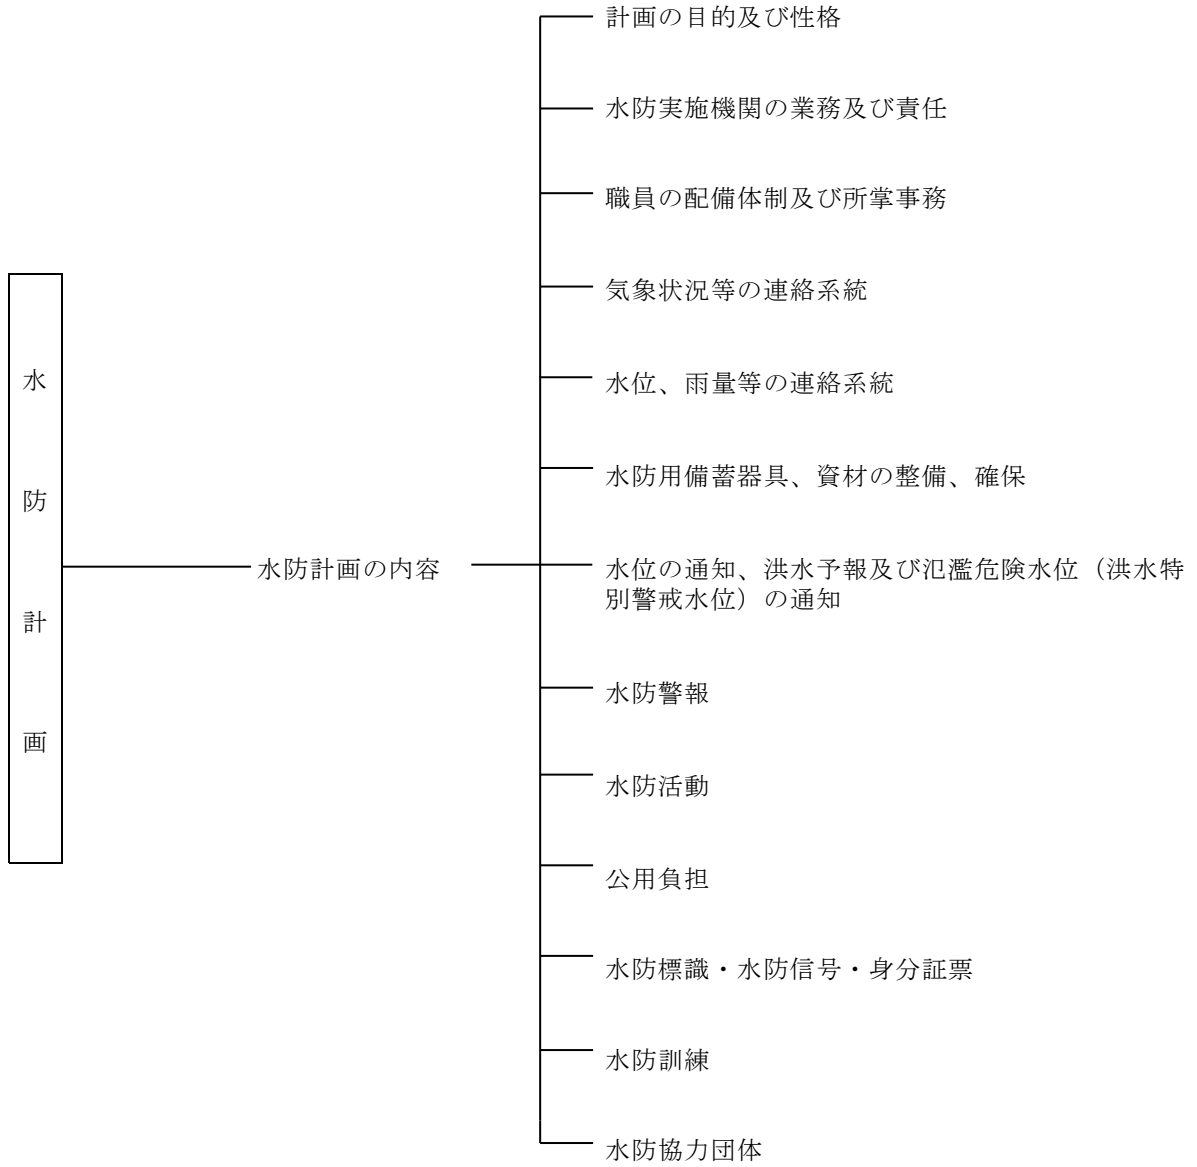 水防計画
水防計画の内容
計画の目的及び性格
水防実施機関の業務及び責任
職員の配備体制及び所掌事務
気象状況等の連絡系統
水位、雨量等の連絡系統
水防用備蓄器具、資材の整備、確保
水位の通知、洪水予報及び氾濫危険水位（洪水特
別警戒水位）の通知
水防警報
水防活動
公用負担
水防標識・水防信号・身分証票
水防訓練
水防協力団体